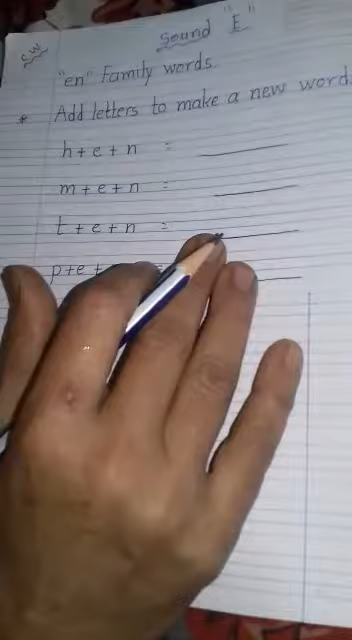 C.W
Sound "E"
"en" Family words.
* Add letters to make a new word.
h + e + n =
m + e + n =
t + e + n =
p + e +